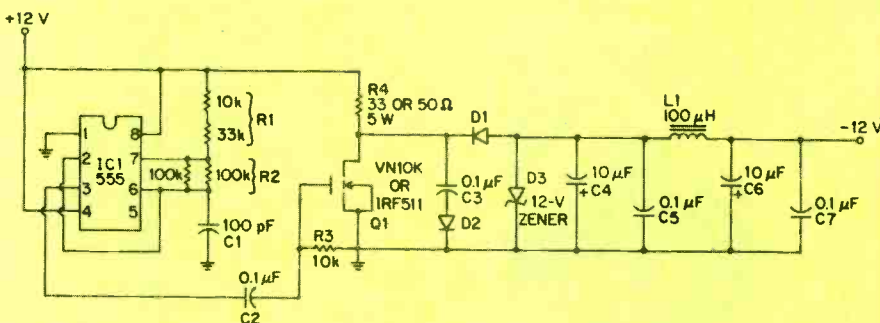 +12 V
10k
33k
R1
R4
33 OR 50 Ω
5 W
D1
L1
100 μH
-12 V
1
8
2
7
3
6
4
5
IC1
555
100k
100k
R2
100 pF
C1
VN10K
OR
IRF511
Q1
R3
10k
0.1 μF
C3
D2
D3
12-V
ZENER
10 μF
+ C4
0.1 μF
C5
10 μF
+ C6
0.1 μF
C7
0.1 μF
C2